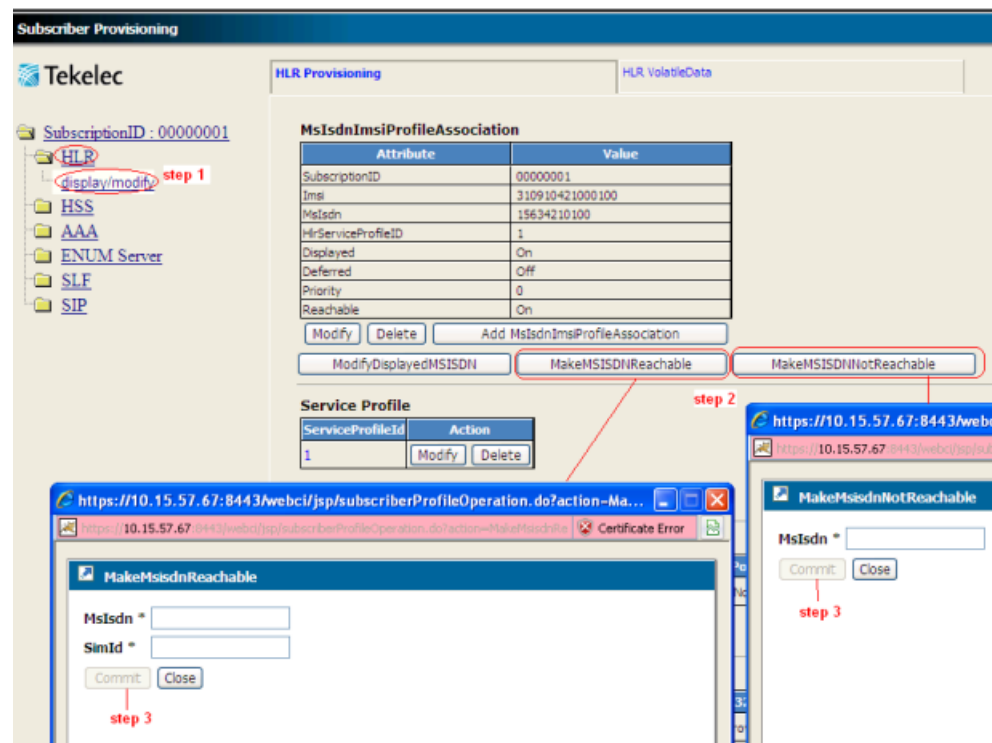 Subscriber Provisioning
Tekelec
HLR Provisioning
HLR VolatileData
SubscriptionID : 00000001
HLR
display/modify
step 1
HSS
AAA
ENUM Server
SLF
SIP
MsIsdnImsiProfileAssociation
Attribute Value
SubscriptionID 00000001
Imsi 310910421000100
MsIsdn 15634210100
HlrServiceProfileID 1
Displayed On
Deferred Off
Priority 0
Reachable On
Modify Delete Add MsIsdnImsiProfileAssociation
ModifyDisplayedMSISDN MakeMSISDNReachable MakeMSISDNNotReachable
step 2
Service Profile
ServiceProfileId Action
1 Modify Delete
https://10.15.57.67:8443/webci/jsp/subscriberProfileOperation.do?action=Ma...
https://10.15.57.67:8443/webci/jsp/subscriberProfileOperation.do?action=MakeMsisdnRe
Certificate Error
MakeMsisdnReachable
MsIsdn *
SimId *
Commit Close
step 3
https://10.15.57.67:8443/webc
https://10.15.57.67:8443/webci/jsp/sub
MakeMsisdnNotReachable
MsIsdn *
Commit Close
step 3